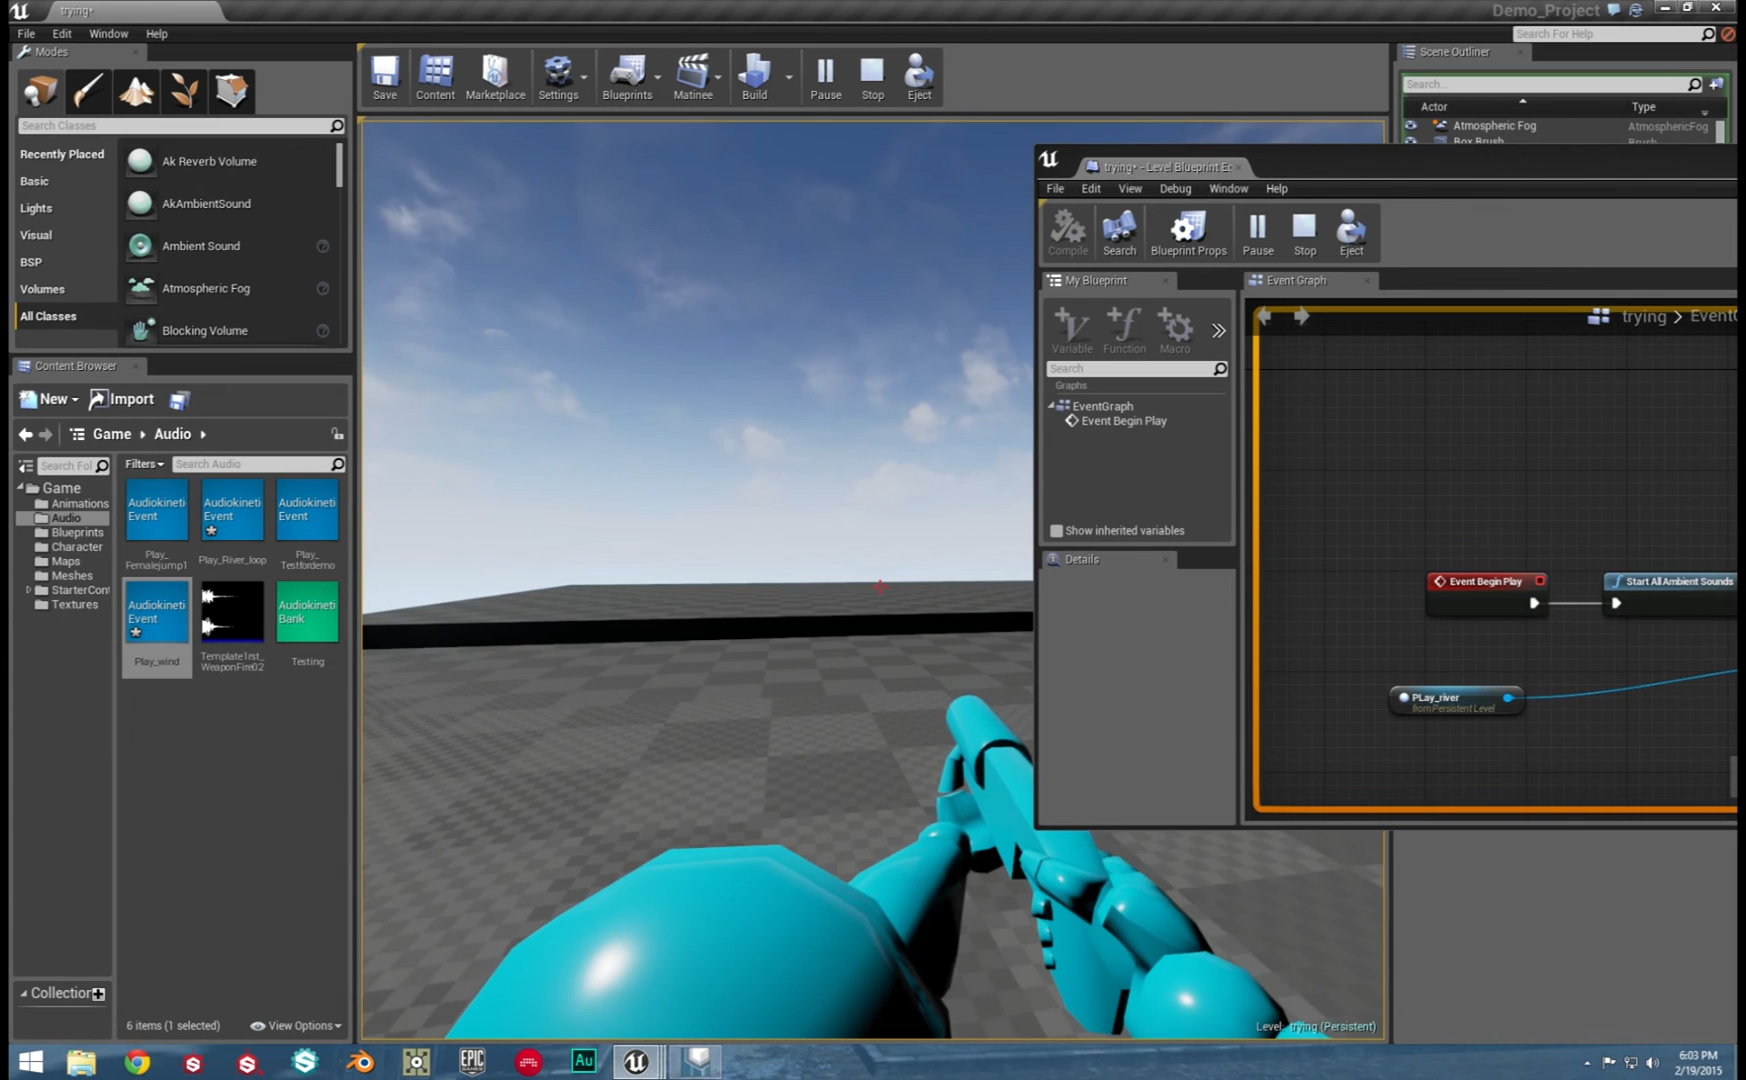 trying*
Demo_Project
File Edit Window Help
Search For Help
Modes
Save Content Marketplace Settings Blueprints Matinee Build Pause Stop Eject
Scene Outliner
Search...
Actor Type
Atmospheric Fog AtmosphericFog
Box Brush Brush
Search Classes
Recently Placed
Basic
Lights
Visual
BSP
Volumes
All Classes
Ak Reverb Volume
AkAmbientSound
Ambient Sound
Atmospheric Fog
Blocking Volume
trying* - Level Blueprint Ec
File Edit View Debug Window Help
Compile Search Blueprint Props Pause Stop Eject
My Blueprint
Event Graph
Variable Function Macro
Search
Graphs
EventGraph
Event Begin Play
Show inherited variables
Details
trying > EventG
Event Begin Play
Start All Ambient Sounds
PLay_river
from Persistent Level
Content Browser
New Import
Game Audio
Search Fol
Filters
Search Audio
Game
Animations
Audio
Blueprints
Character
Maps
Meshes
StarterCont
Textures
Audiokineti
Event
Play_
Femalejump1
Audiokineti
Event
Play_River_loop
Audiokineti
Event
Play_
Testfordemo
Audiokineti
Event
Play_wind
Template1rst_
WeaponFire02
Audiokineti
Bank
Testing
Collection
6 items (1 selected)
View Options
Level: trying (Persistent)
EPIC
GAMES
Au
6:03 PM
2/19/2015